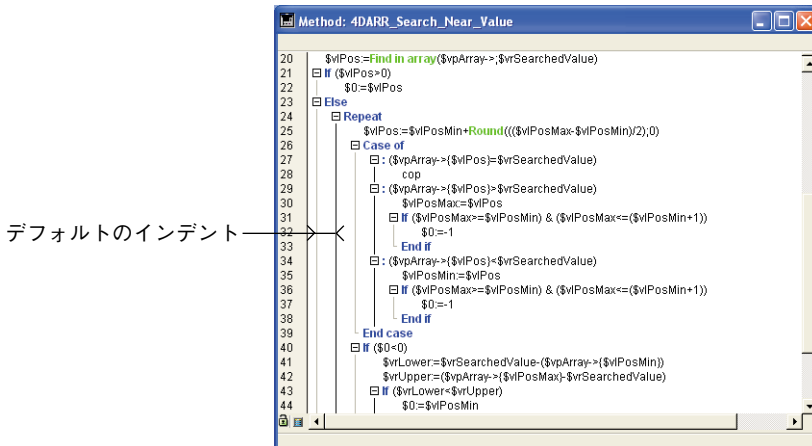 Method: 4DARR_Search_Near_Value
20 $vlPos:=Find in array($vpArray->;$vrSearchedValue)
21 If ($vlPos>0)
22 $0:=$vlPos
23 Else
24 Repeat
25 $vlPos:=$vlPosMin+Round((($vlPosMax-$vlPosMin)/2);0)
26 Case of
27 : ($vpArray->{$vlPos}=$vrSearchedValue)
28 cop
29 : ($vpArray->{$vlPos}>$vrSearchedValue)
30 $vlPosMax:=$vlPos
31 If ($vlPosMax>=$vlPosMin) & ($vlPosMax<=($vlPosMin+1))
デフォルトのインデント
32 $0:=-1
33 End if
34 : ($vpArray->{$vlPos}<$vrSearchedValue)
35 $vlPosMin:=$vlPos
36 If ($vlPosMax>=$vlPosMin) & ($vlPosMax<=($vlPosMin+1))
37 $0:=-1
38 End if
39 End case
40 If ($0<0)
41 $vrLower:=$vrSearchedValue-($vpArray->{$vlPosMin})
42 $vrUpper:=($vpArray->{$vlPosMax}-$vrSearchedValue)
43 If ($vrLower<$vrUpper)
44 $0:=$vlPosMin